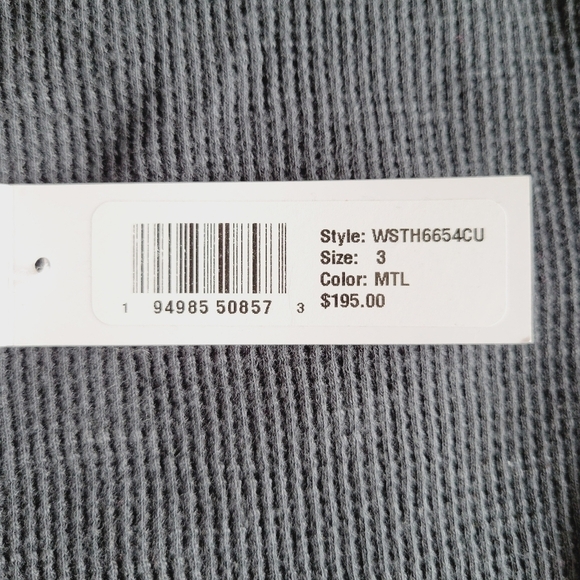 Style: WSTH6654CU
Size: 3
Color: MTL
$195.00
1 94985 50857 3